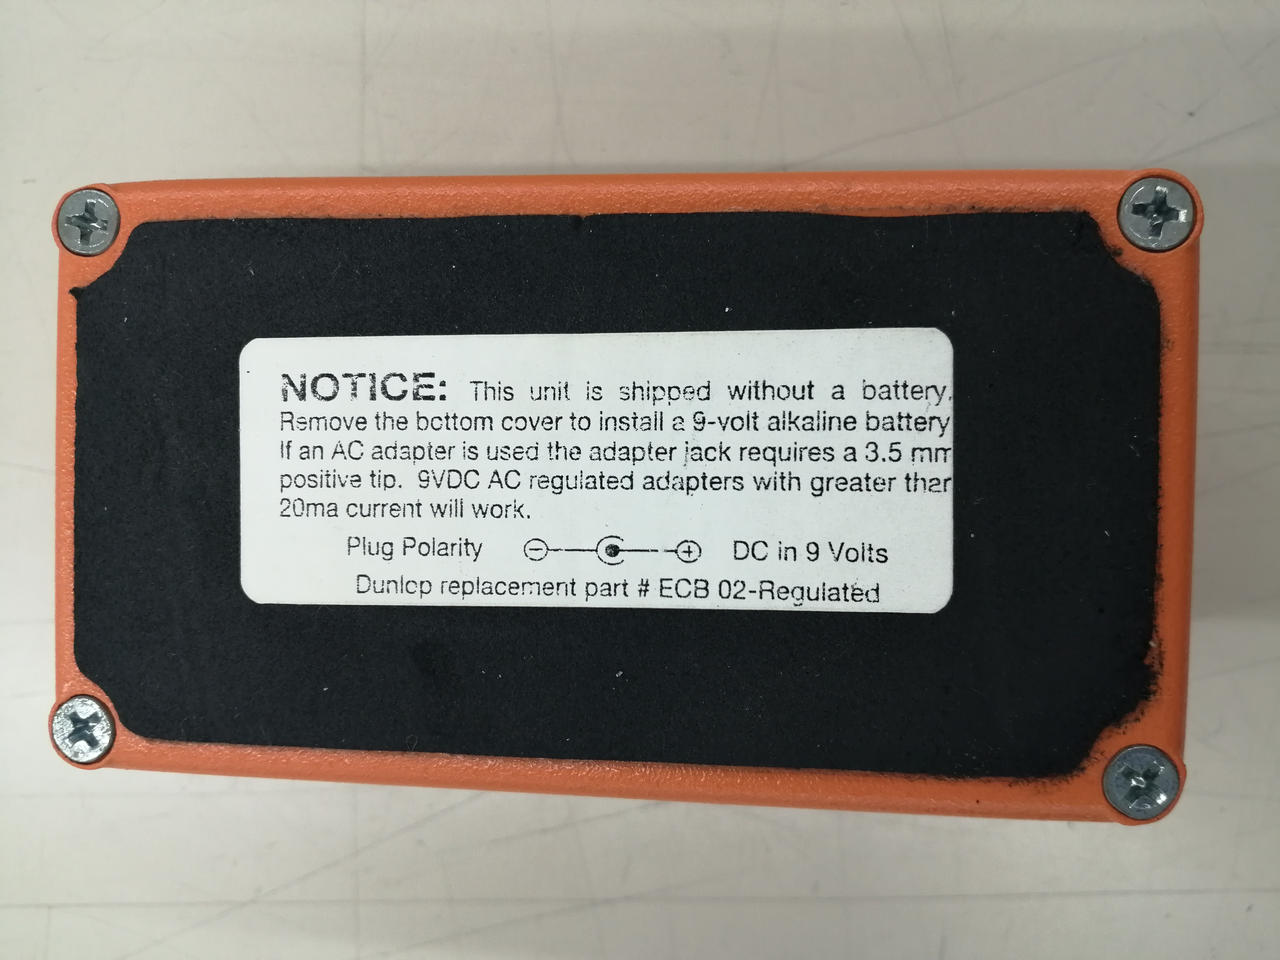 NOTICE: This unit is shipped without a battery.
Remove the bottom cover to install a 9-volt alkaline battery
If an AC adapter is used the adapter jack requires a 3.5 mm
positive tip. 9VDC AC regulated adapters with greater than
20ma current will work.
Plug Polarity − + DC in 9 Volts
Dunlop replacement part # ECB 02-Regulated